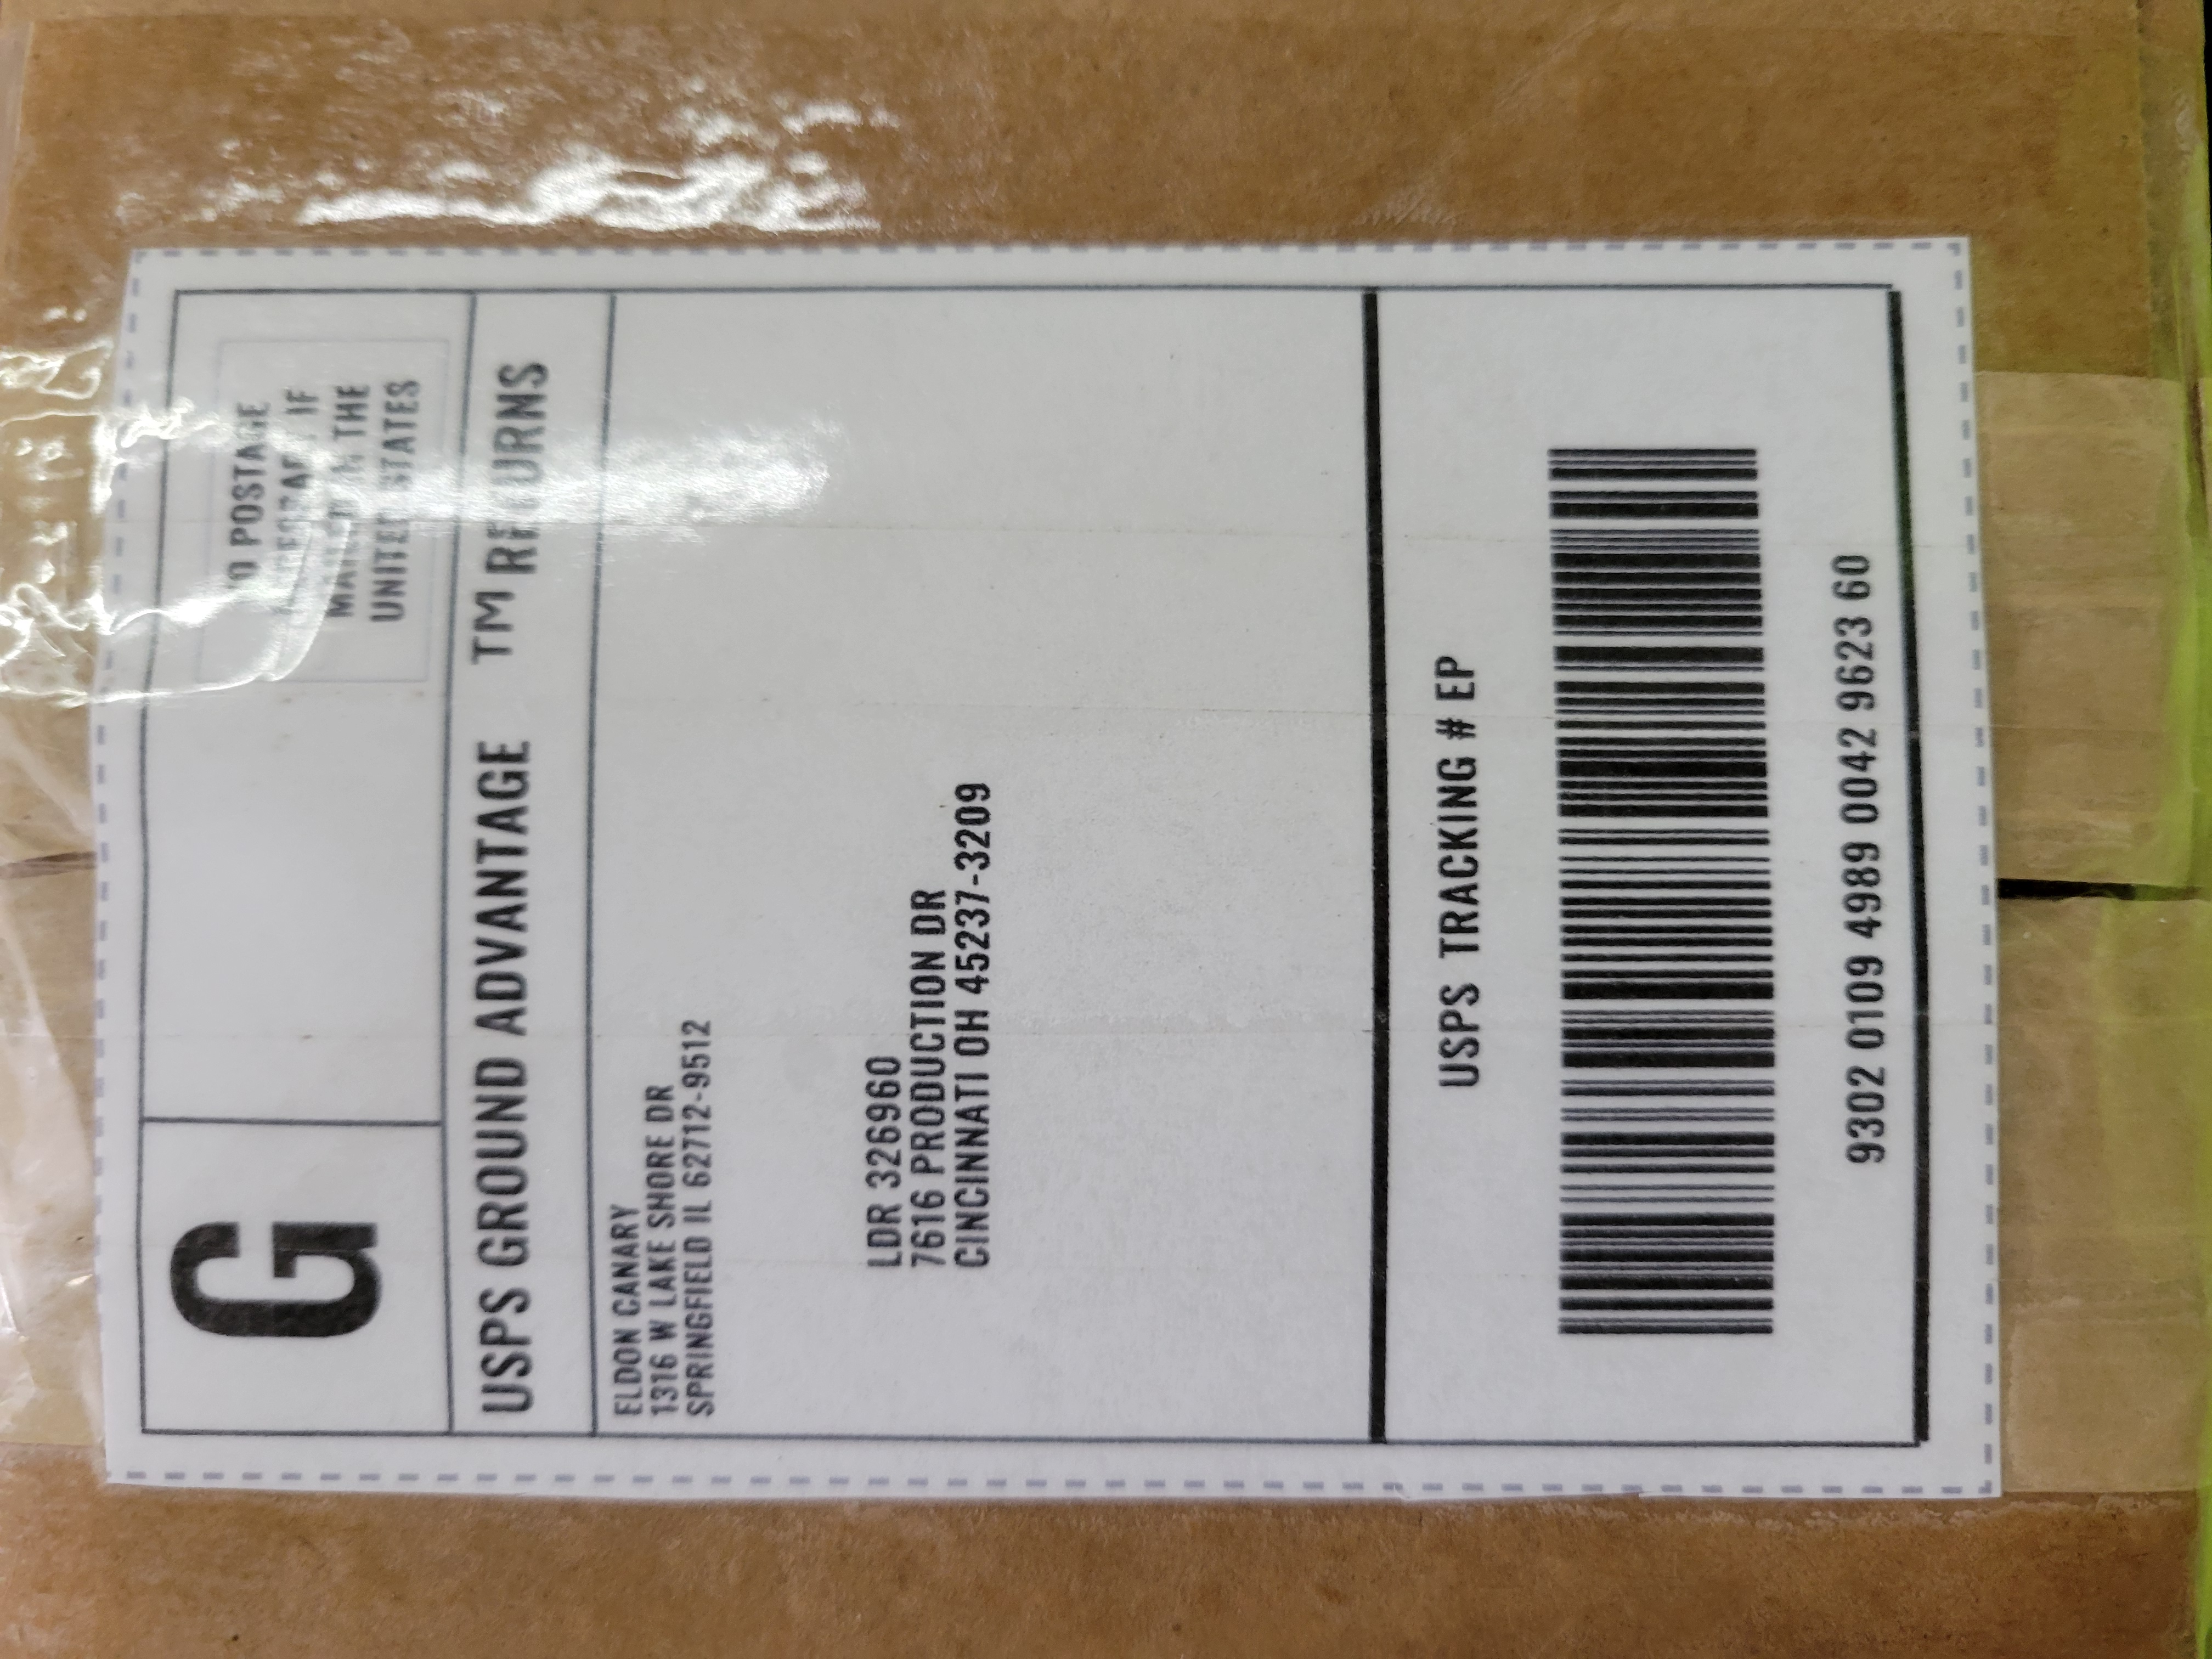 G
NO POSTAGE
NECESSARY IF
MAILED IN THE
UNITED STATES
USPS GROUND ADVANTAGE TM RETURNS
ELDON CANARY
1316 W LAKE SHORE DR
SPRINGFIELD IL 62712-9512
LDR 326960
7616 PRODUCTION DR
CINCINNATI OH 45237-3209
USPS TRACKING # EP
9302 0109 4989 0042 9623 60